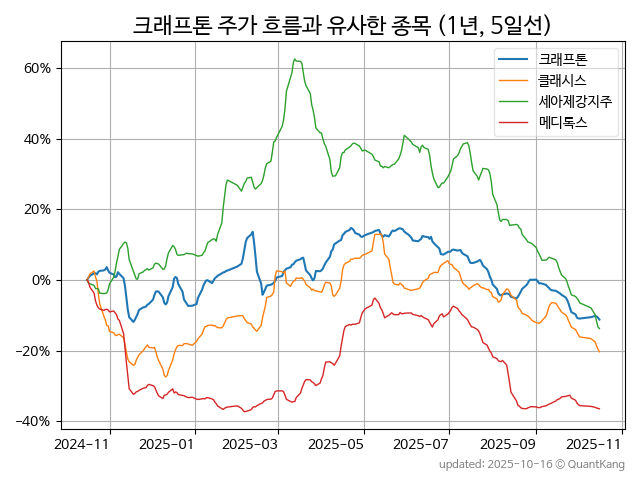 크래프톤 주가 흐름과 유사한 종목 (1년, 5일선)
크래프톤
클래시스
세아제강지주
메디톡스
60%
40%
20%
0%
−20%
−40%
2024-11 2025-01 2025-03 2025-05 2025-07 2025-09 2025-11
updated: 2025-10-16 © QuantKang